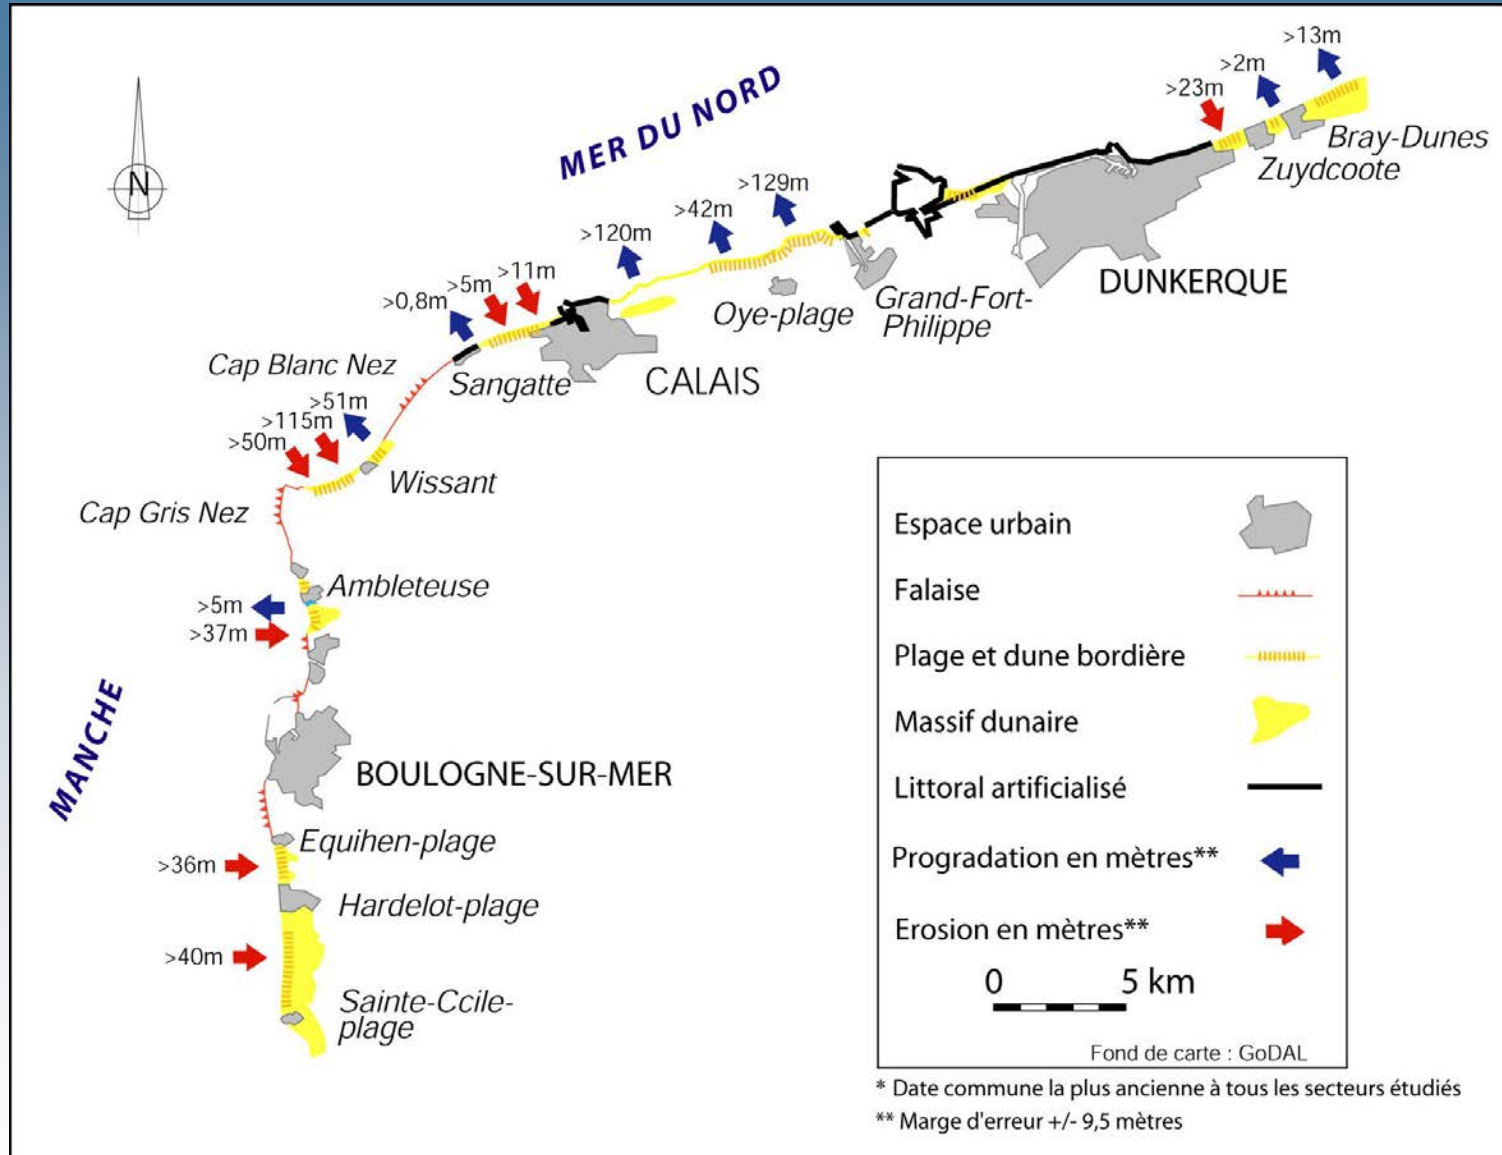 >13m
>2m
>23m
MER DU NORD
Bray-Dunes
Zuydcoote
N
>129m
>42m
>120m
DUNKERQUE
>11m
>5m
>0,8m
Oye-plage
Grand-Fort-
Philippe
Cap Blanc Nez
Sangatte
CALAIS
>51m
>115m
>50m
Wissant
Cap Gris Nez
Ambleteuse
>5m
>37m
MANCHE
BOULOGNE-SUR-MER
Equihen-plage
>36m
Hardelot-plage
>40m
Sainte-Ccile-
plage
Espace urbain
Falaise
Plage et dune bordière
Massif dunaire
Littoral artificialisé
Progradation en mètres**
Erosion en mètres**
0 5 km
Fond de carte : GoDAL
* Date commune la plus ancienne à tous les secteurs étudiés
** Marge d'erreur +/- 9,5 mètres